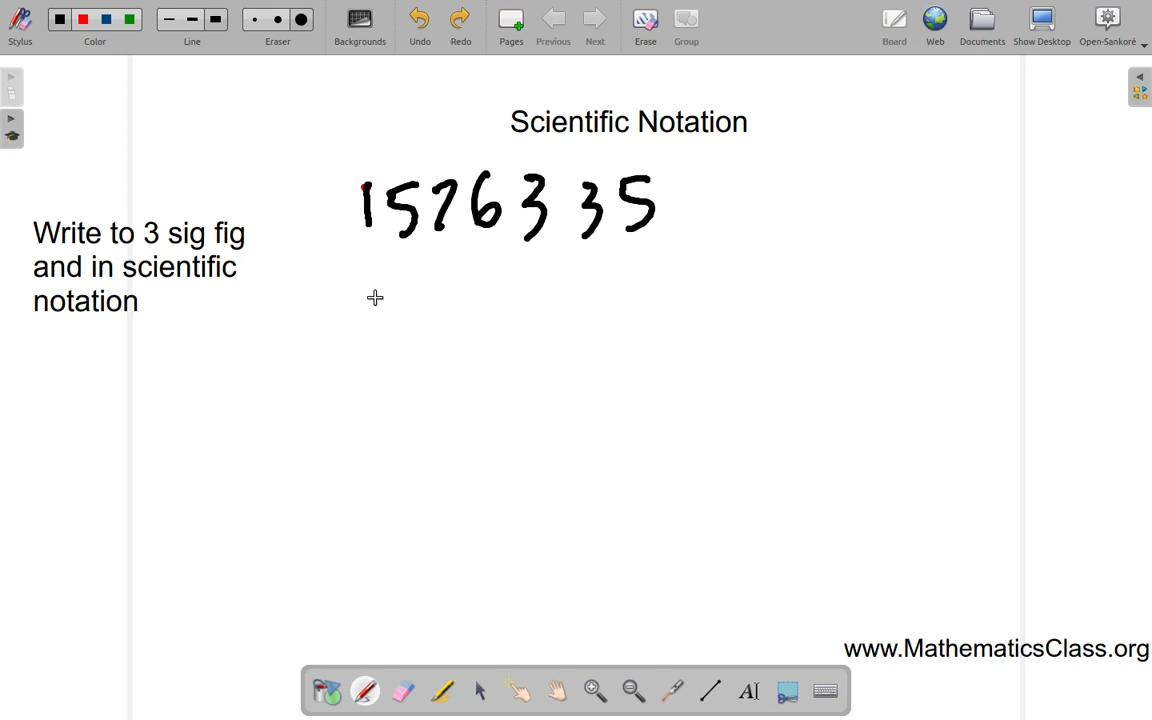 Stylus
Color
Line
Eraser
Backgrounds
Undo
Redo
Pages
Previous
Next
Erase
Group
Board
Web
Documents
Show Desktop
Open-Sankoré
Scientific Notation
Write to 3 sig fig
and in scientific
notation
www.MathematicsClass.org